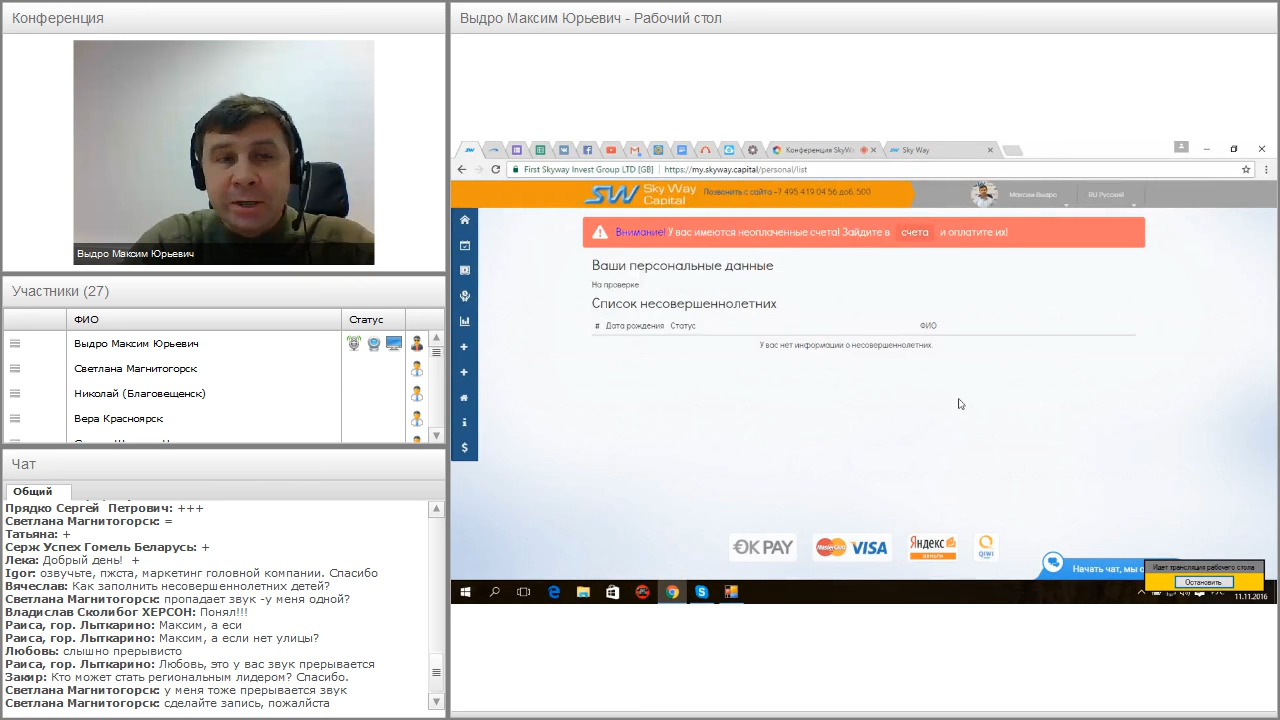 Конференция
Выдро Максим Юрьевич
Участники (27)
ФИО
Статус
Выдро Максим Юрьевич
Светлана Магнитогорск
Николай (Благовещенск)
Вера Красноярск
Чат
Общий
Прядко Сергей Петрович: +++
Светлана Магнитогорск: =
Татьяна: +
Серж Успех Гомель Беларусь: +
Лека: Добрый день! +
Igor: озвучьте, пжста, маркетинг головной компании. Спасибо
Вячеслав: Как заполнить несовершенолетних детей?
Светлана Магнитогорск: пропадает звук -у меня одной?
Владислав Сколибог ХЕРСОН: Понял!!!
Раиса, гор. Лыткарино: Максим, а еси
Раиса, гор. Лыткарино: Максим, а если нет улицы?
Любовь: слышно прерывисто
Раиса, гор. Лыткарино: Любовь, это у вас звук прерывается
Закир: Кто может стать региональным лидером? Спасибо.
Светлана Магнитогорск: у меня тоже прерывается звук
Светлана Магнитогорск: сделайте запись, пожалйста
Выдро Максим Юрьевич - Рабочий стол
Конференция SkyWa
Sky Way
First Skyway Invest Group LTD [GB]
https://my.skyway.capital/personal/list
SW Sky Way Capital
Позвонить с сайта +7 495 419 04 56 доб.500
Максим Выдро
RU Русский
Внимание! У вас имеются неоплаченные счета! Зайдите в счета и оплатите их!
Ваши персональные данные
На проверке
Список несовершеннолетних
# Дата рождения Статус ФИО
У вас нет информации о несовершеннолетних.
OK PAY
MasterCard VISA
Яндекс деньги
QIWI
Начать чат, мы о
Идет трансляция рабочего стола
Остановить
11.11.2016